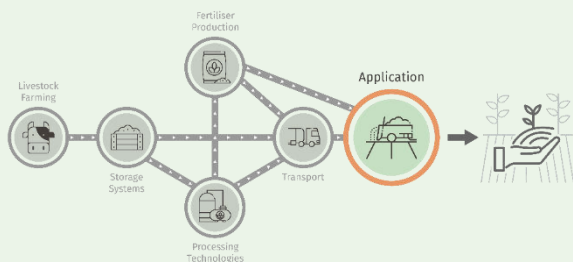 Fertiliser
Production
Application
Livestock
Farming
Storage
Systems
Transport
Processing
Technologies